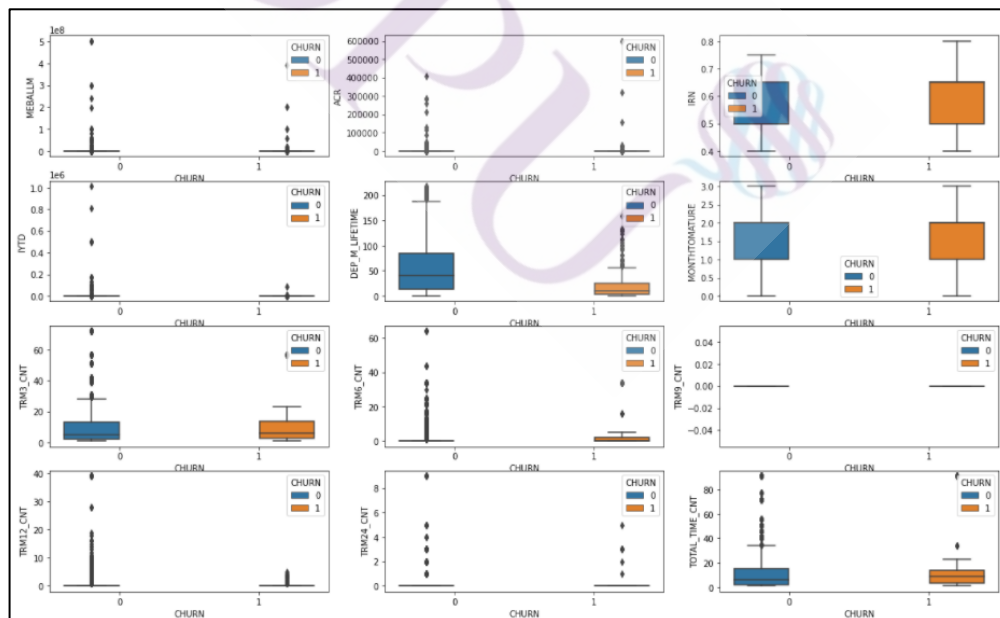 1e8
MEBALLM
5
4
3
2
1
0
CHURN
0
1
0
1
CHURN
ACR
600000
500000
400000
300000
200000
100000
0
CHURN
0
1
0
1
CHURN
IRN
0.8
0.7
0.6
0.5
0.4
CHURN
0
1
0
1
CHURN
1e6
IYTD
1.0
0.8
0.6
0.4
0.2
0.0
CHURN
0
1
0
1
CHURN
DEP_M_LIFETIME
200
150
100
50
0
CHURN
0
1
0
1
CHURN
MONTHTOMATURE
3.0
2.5
2.0
1.5
1.0
0.5
0.0
CHURN
0
1
0
1
CHURN
TRM3_CNT
60
40
20
0
CHURN
0
1
0
1
CHURN
TRM6_CNT
60
40
20
0
CHURN
0
1
0
1
CHURN
TRM9_CNT
0.04
0.02
0.00
−0.02
−0.04
CHURN
0
1
0
1
CHURN
TRM12_CNT
40
30
20
10
0
CHURN
0
1
0
1
CHURN
TRM24_CNT
8
6
4
2
0
CHURN
0
1
0
1
CHURN
TOTAL_TIME_CNT
80
60
40
20
0
CHURN
0
1
0
1
CHURN